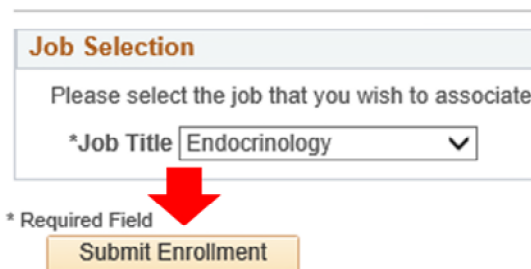 Job Selection
Please select the job that you wish to associate
*Job Title Endocrinology
* Required Field
Submit Enrollment